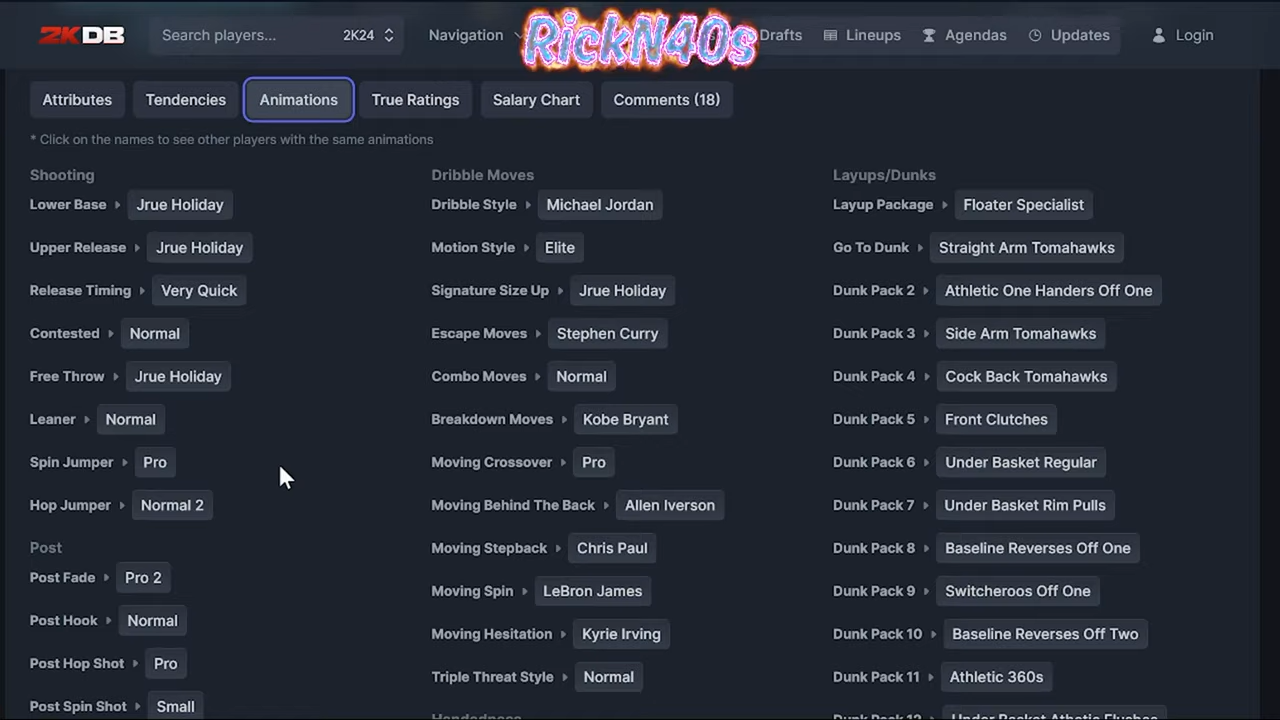 2KDB
Search players...
2K24
Navigation
RickN40s
Drafts
Lineups
Agendas
Updates
Login
Attributes
Tendencies
Animations
True Ratings
Salary Chart
Comments (18)
* Click on the names to see other players with the same animations
Shooting
Lower Base Jrue Holiday
Upper Release Jrue Holiday
Release Timing Very Quick
Contested Normal
Free Throw Jrue Holiday
Leaner Normal
Spin Jumper Pro
Hop Jumper Normal 2
Post
Post Fade Pro 2
Post Hook Normal
Post Hop Shot Pro
Post Spin Shot Small
Dribble Moves
Dribble Style Michael Jordan
Motion Style Elite
Signature Size Up Jrue Holiday
Escape Moves Stephen Curry
Combo Moves Normal
Breakdown Moves Kobe Bryant
Moving Crossover Pro
Moving Behind The Back Allen Iverson
Moving Stepback Chris Paul
Moving Spin LeBron James
Moving Hesitation Kyrie Irving
Triple Threat Style Normal
Handedness
Layups/Dunks
Layup Package Floater Specialist
Go To Dunk Straight Arm Tomahawks
Dunk Pack 2 Athletic One Handers Off One
Dunk Pack 3 Side Arm Tomahawks
Dunk Pack 4 Cock Back Tomahawks
Dunk Pack 5 Front Clutches
Dunk Pack 6 Under Basket Regular
Dunk Pack 7 Under Basket Rim Pulls
Dunk Pack 8 Baseline Reverses Off One
Dunk Pack 9 Switcheroos Off One
Dunk Pack 10 Baseline Reverses Off Two
Dunk Pack 11 Athletic 360s
Dunk Pack 12 Under Basket Athletic Flushes